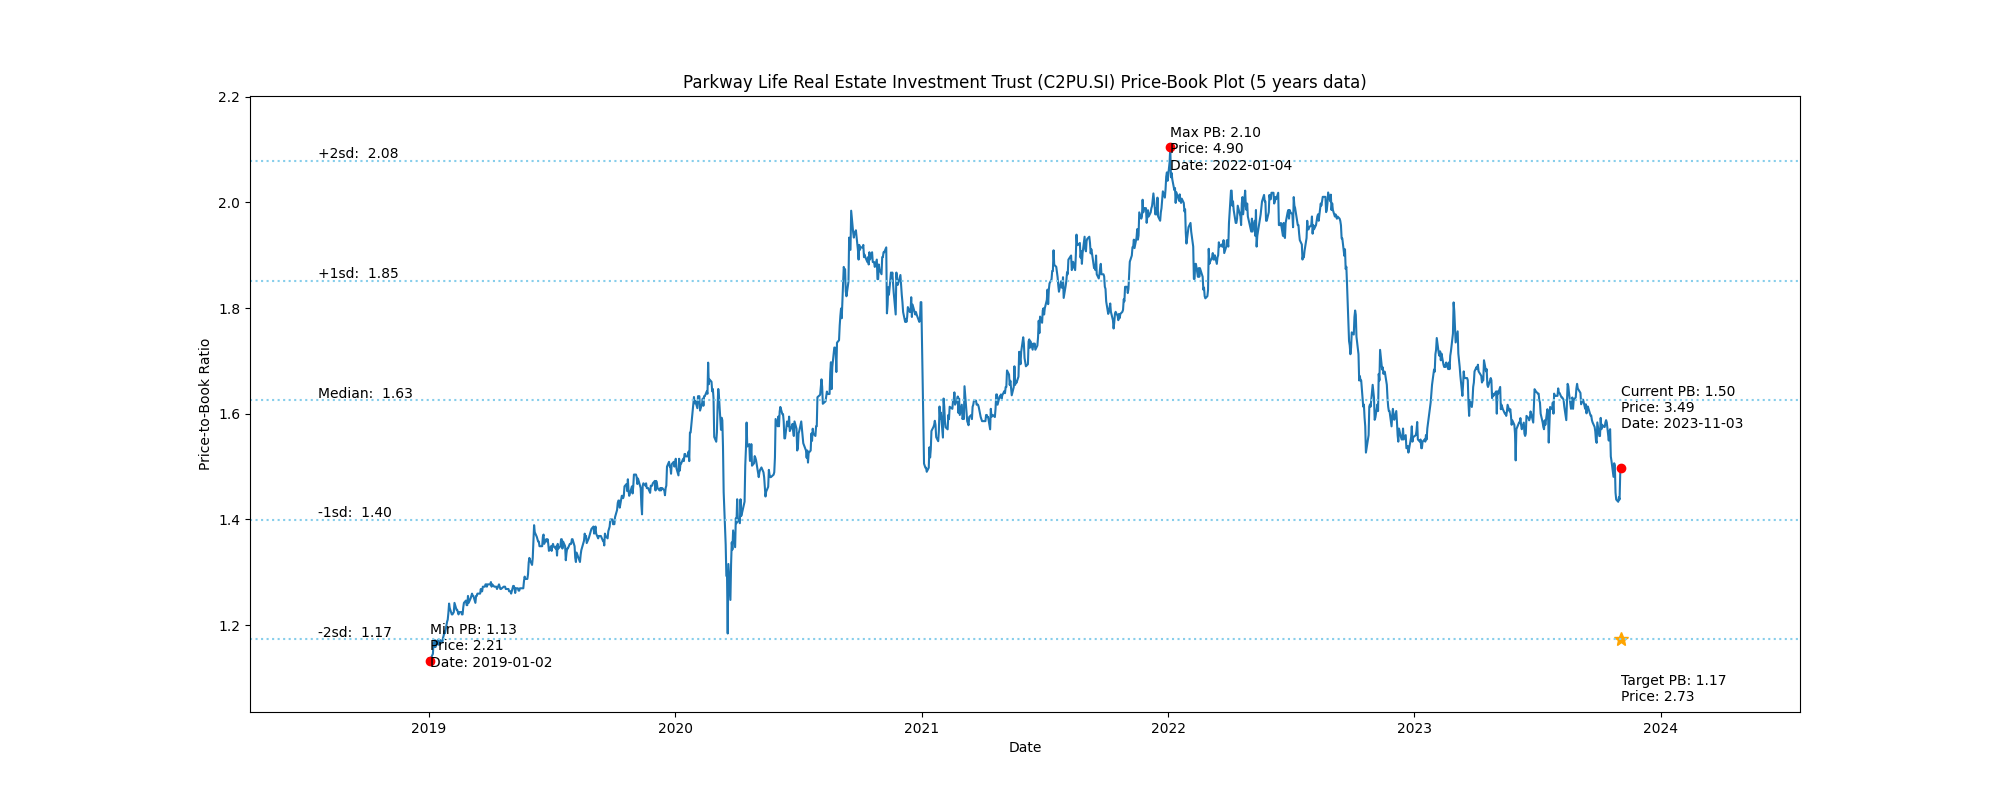 Parkway Life Real Estate Investment Trust (C2PU.SI) Price-Book Plot (5 years data)
2.2
Max PB: 2.10
Price: 4.90
Date: 2022-01-04
+2sd:  2.08
2.0
+1sd:  1.85
1.8
Price-to-Book Ratio
Median:  1.63
Current PB: 1.50
Price: 3.49
Date: 2023-11-03
1.6
-1sd:  1.40
1.4
-2sd:  1.17
1.2
Min PB: 1.13
Price: 2.21
Date: 2019-01-02
Target PB: 1.17
Price: 2.73
2019
2020
2021
2022
2023
2024
Date